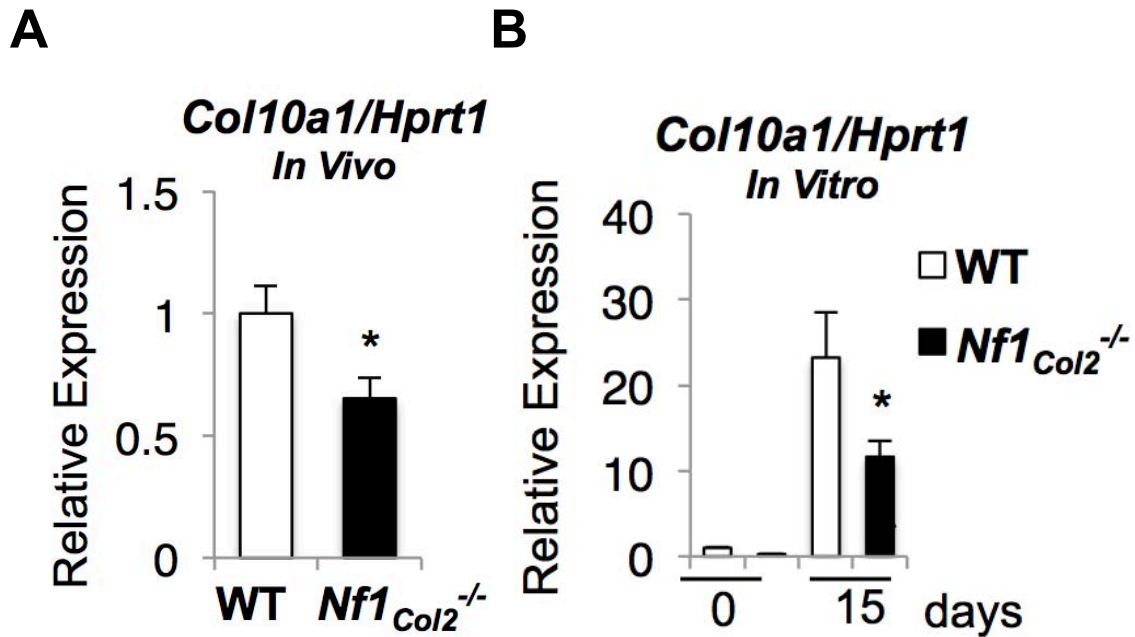 A
Col10a1/Hprt1
In Vivo
Relative Expression
1.5
1
0.5
0
*
WT Nf1Col2-/-
B
Col10a1/Hprt1
In Vitro
Relative Expression
40
30
20
10
0
*
WT
Nf1Col2-/-
0 15 days